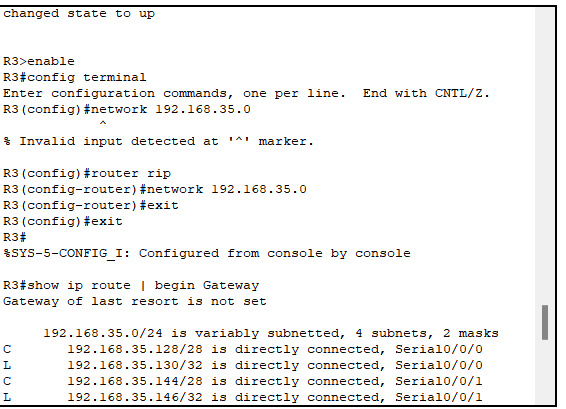 changed state to up
R3>enable
R3#config terminal
Enter configuration commands, one per line.  End with CNTL/Z.
R3(config)#network 192.168.35.0
            ^
% Invalid input detected at '^' marker.
R3(config)#router rip
R3(config-router)#network 192.168.35.0
R3(config-router)#exit
R3(config)#exit
R3#
%SYS-5-CONFIG_I: Configured from console by console
R3#show ip route | begin Gateway
Gateway of last resort is not set
     192.168.35.0/24 is variably subnetted, 4 subnets, 2 masks
C       192.168.35.128/28 is directly connected, Serial0/0/0
L       192.168.35.130/32 is directly connected, Serial0/0/0
C       192.168.35.144/28 is directly connected, Serial0/0/1
L       192.168.35.146/32 is directly connected, Serial0/0/1